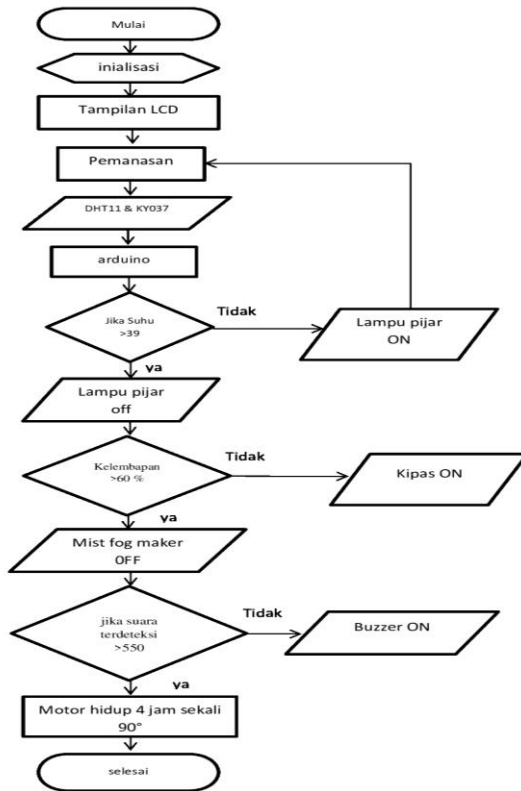 Mulai
inialisasi
Tampilan LCD
Pemanasan
DHT11 & KY037
arduino
Jika Suhu
>39
Tidak
Lampu pijar
ON
ya
Lampu pijar
off
Kelembapan
>60 %
Tidak
Kipas ON
ya
Mist fog maker
0FF
jika suara
terdeteksi
>550
Tidak
Buzzer ON
ya
Motor hidup 4 jam sekali
90°
selesai